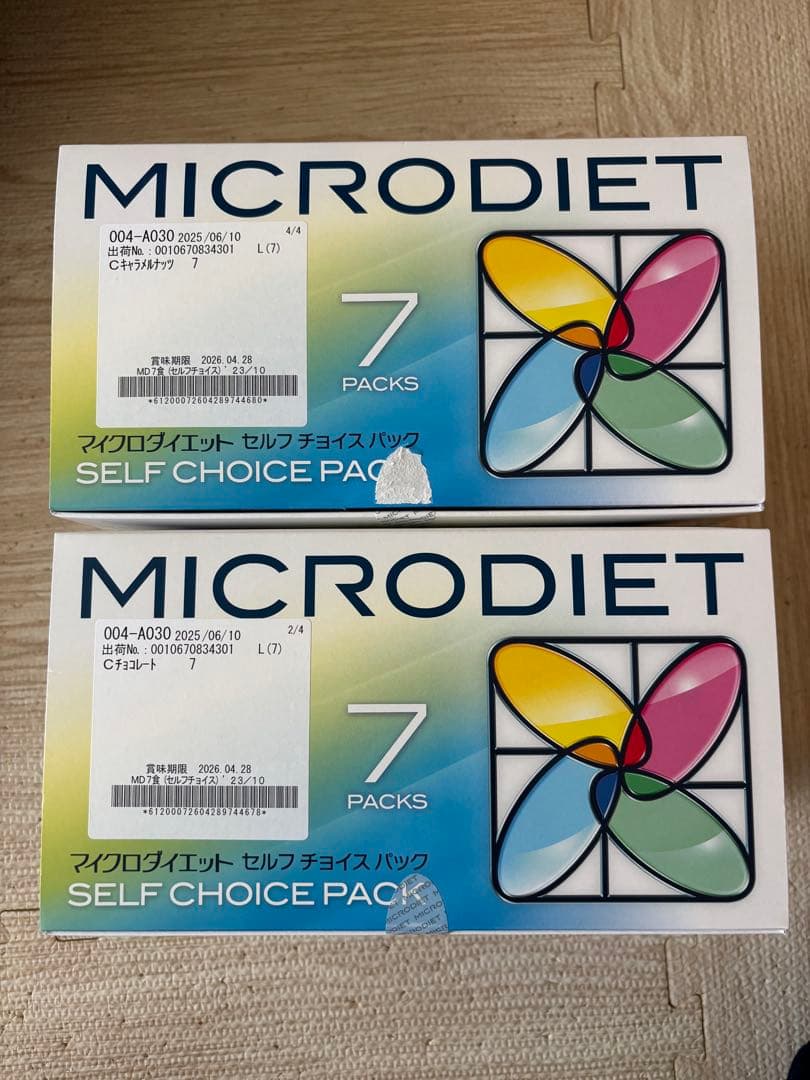 MICRODIET
004-A030 2025/06/10 4/4
出荷No.:0010670834301 L(7)
Cキャラメルナッツ 7
賞味期限 2026.04.28
MD7食(セルフチョイス)'23/10
*61200072604289744680*
7
PACKS
マイクロダイエット セルフ チョイス パック
SELF CHOICE PACK
MICRODIET
004-A030 2025/06/10 2/4
出荷No.:0010670834301 L(7)
Cチョコレート 7
賞味期限 2026.04.28
MD7食(セルフチョイス)'23/10
*61200072604289744678*
7
PACKS
マイクロダイエット セルフ チョイス パック
SELF CHOICE PACK